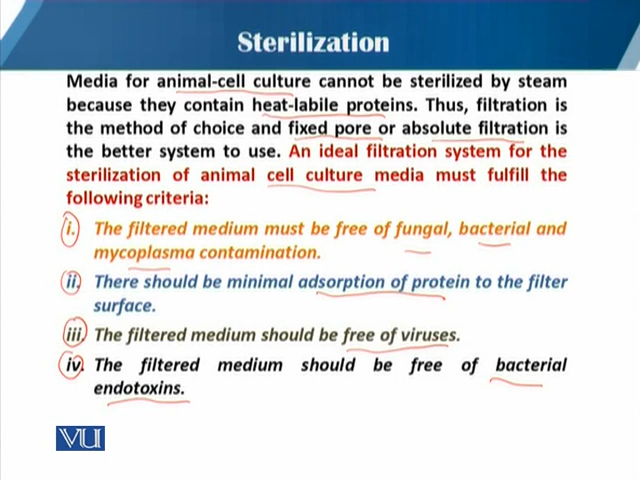 Sterilization
Media for animal-cell culture cannot be sterilized by steam
because they contain heat-labile proteins. Thus, filtration is
the method of choice and fixed pore or absolute filtration is
the better system to use. An ideal filtration system for the
sterilization of animal cell culture media must fulfill the
following criteria:
i. The filtered medium must be free of fungal, bacterial and
mycoplasma contamination.
ii. There should be minimal adsorption of protein to the filter
surface.
iii. The filtered medium should be free of viruses.
iv. The filtered medium should be free of bacterial
endotoxins.
VU